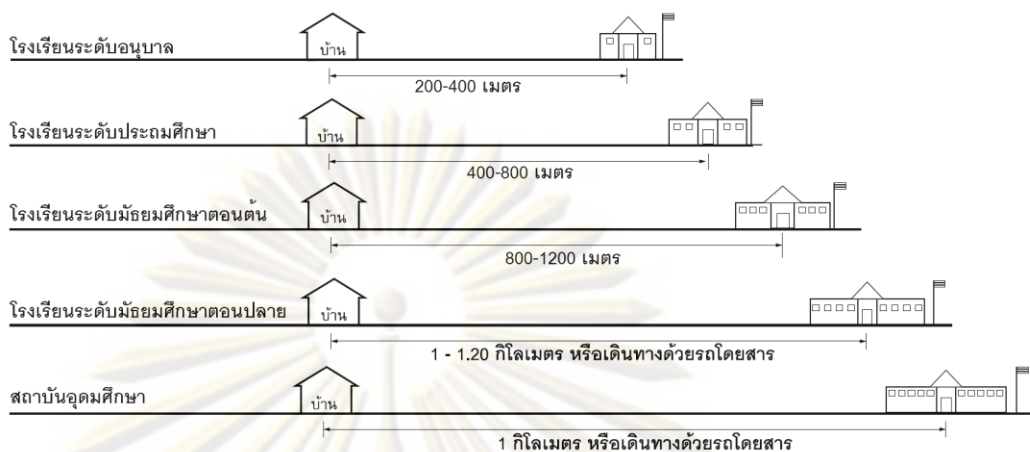 โรงเรียนระดับอนุบาล
บ้าน
200-400 เมตร
โรงเรียนระดับประถมศึกษา
บ้าน
400-800 เมตร
โรงเรียนระดับมัธยมศึกษาตอนต้น
บ้าน
800-1200 เมตร
โรงเรียนระดับมัธยมศึกษาตอนปลาย
บ้าน
1 - 1.20 กิโลเมตร หรือเดินทางด้วยรถโดยสาร
สถาบันอุดมศึกษา
บ้าน
1 กิโลเมตร หรือเดินทางด้วยรถโดยสาร